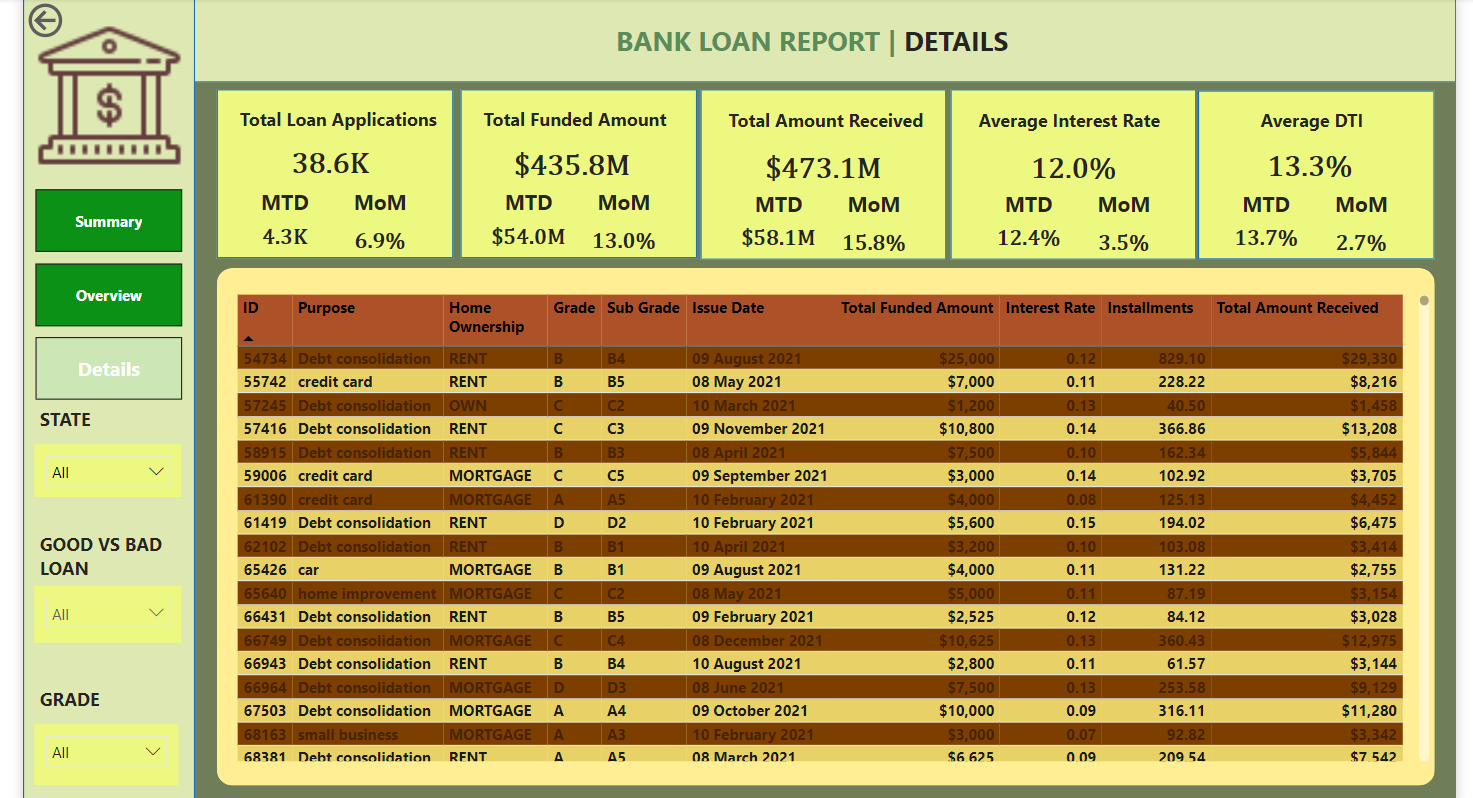 BANK LOAN REPORT | DETAILS
$
Total Loan Applications
38.6K
MTD MoM
4.3K 6.9%
Total Funded Amount
$435.8M
MTD MoM
$54.0M 13.0%
Total Amount Received
$473.1M
MTD MoM
$58.1M 15.8%
Average Interest Rate
12.0%
MTD MoM
12.4% 3.5%
Average DTI
13.3%
MTD MoM
13.7% 2.7%
Summary
Overview
Details
STATE
All
GOOD VS BAD
LOAN
All
GRADE
All
ID Purpose Home Grade Sub Grade Issue Date Total Funded Amount Interest Rate Installments Total Amount Received
Ownership
54734 Debt consolidation RENT B B4 09 August 2021 $25,000 0.12 829.10 $29,330
55742 credit card RENT B B5 08 May 2021 $7,000 0.11 228.22 $8,216
57245 Debt consolidation OWN C C2 10 March 2021 $1,200 0.13 40.50 $1,458
57416 Debt consolidation RENT C C3 09 November 2021 $10,800 0.14 366.86 $13,208
58915 Debt consolidation RENT B B3 08 April 2021 $7,500 0.10 162.34 $5,844
59006 credit card MORTGAGE C C5 09 September 2021 $3,000 0.14 102.92 $3,705
61390 credit card MORTGAGE A A5 10 February 2021 $4,000 0.08 125.13 $4,452
61419 Debt consolidation RENT D D2 10 February 2021 $5,600 0.15 194.02 $6,475
62102 Debt consolidation RENT B B1 10 April 2021 $3,200 0.10 103.08 $3,414
65426 car MORTGAGE B B1 09 August 2021 $4,000 0.11 131.22 $2,755
65640 home improvement MORTGAGE C C2 08 May 2021 $5,000 0.11 87.19 $3,154
66431 Debt consolidation RENT B B5 09 February 2021 $2,525 0.12 84.12 $3,028
66749 Debt consolidation MORTGAGE C C4 08 December 2021 $10,625 0.13 360.43 $12,975
66943 Debt consolidation RENT B B4 10 August 2021 $2,800 0.11 61.57 $3,144
66964 Debt consolidation MORTGAGE D D3 08 June 2021 $7,500 0.13 253.58 $9,129
67503 Debt consolidation MORTGAGE A A4 09 October 2021 $10,000 0.09 316.11 $11,280
68163 small business MORTGAGE A A3 10 February 2021 $3,000 0.07 92.82 $3,342
68381 Debt consolidation RENT A A5 08 March 2021 $6,625 0.09 209.54 $7,542